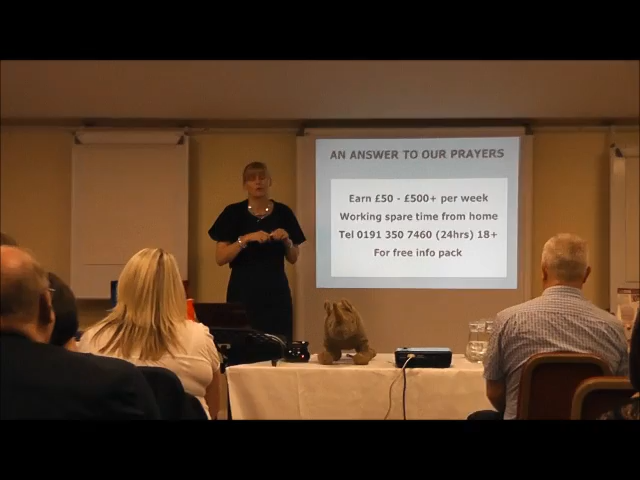 AN ANSWER TO OUR PRAYERS
Earn £50 - £500+ per week
Working spare time from home
Tel 0191 350 7460 (24hrs) 18+
For free info pack